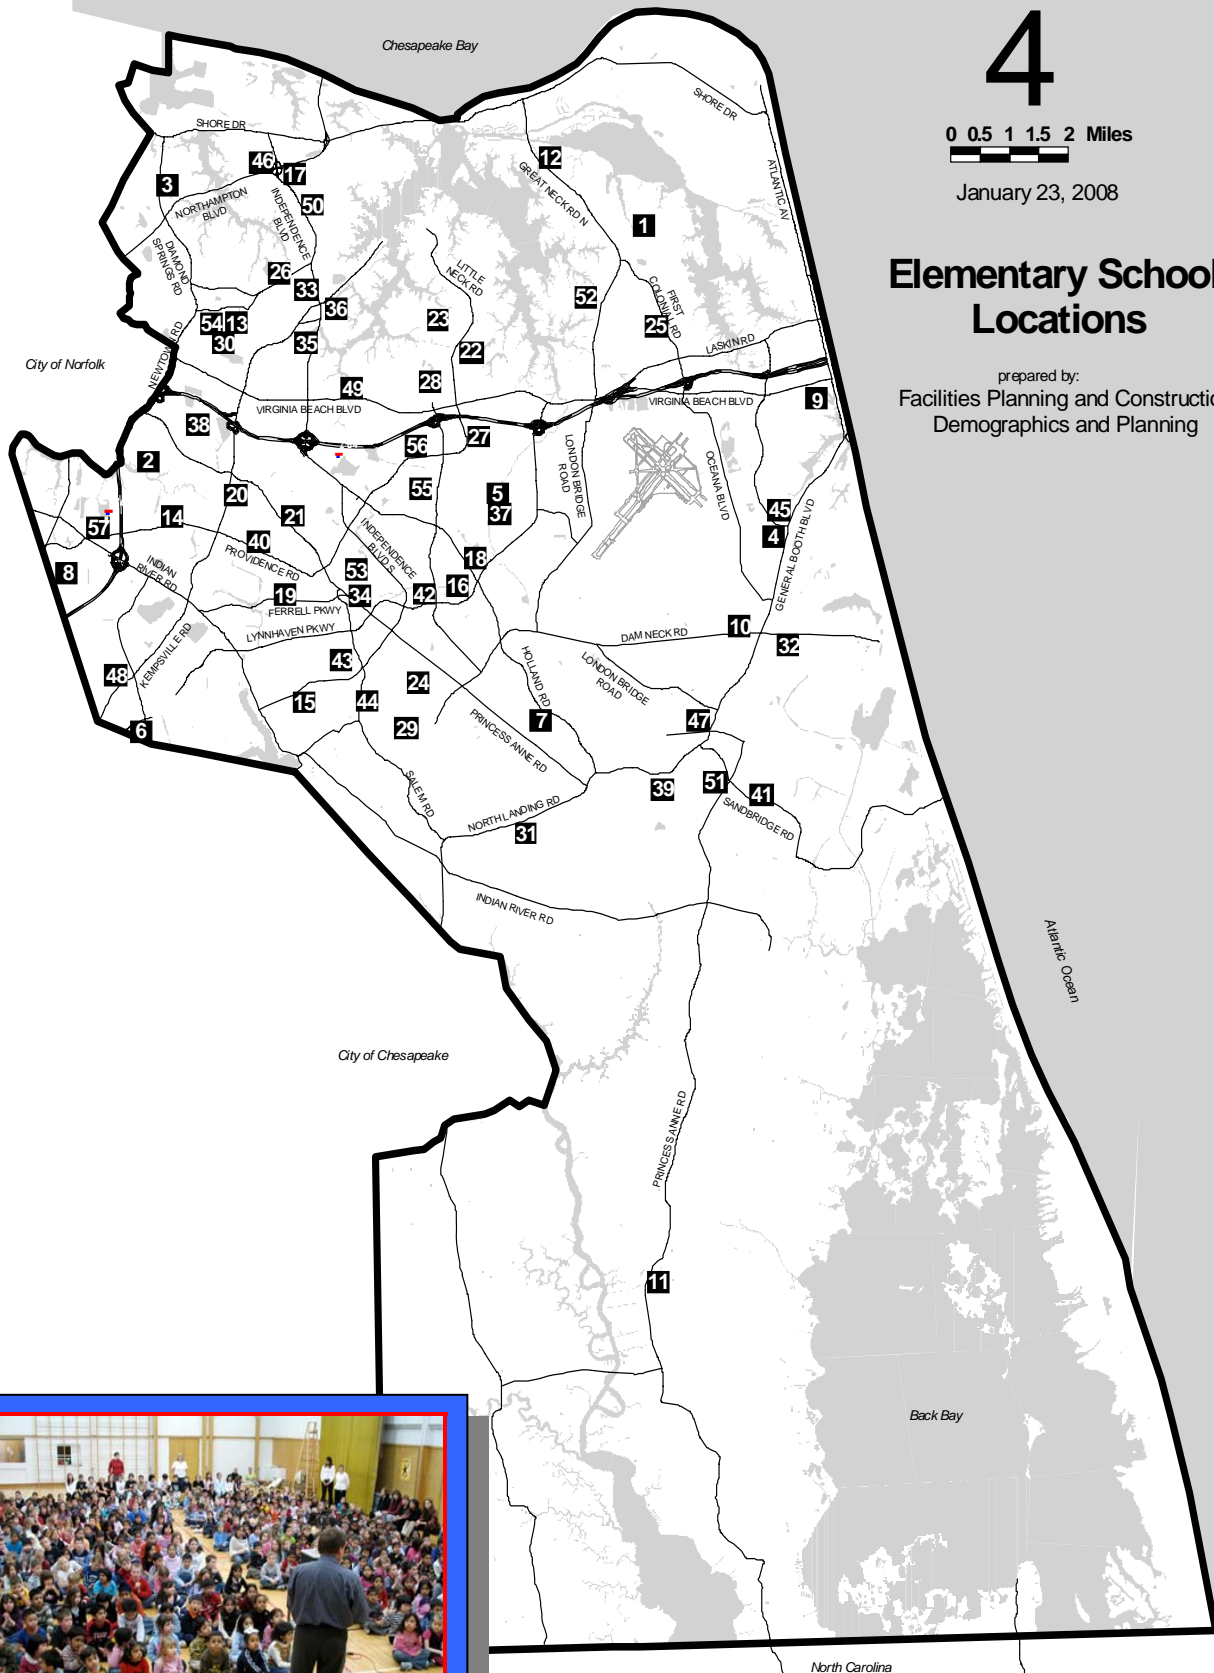 Chesapeake Bay
4
0 0.5 1 1.5 2 Miles
January 23, 2008
Elementary School
Locations
prepared by:
Facilities Planning and Constructio
Demographics and Planning
SHORE DR
SHORE DR
ATLANTIC AV
46
17
12
3
NORTHAMPTON
BLVD
INDEPENDENCE
BLVD
50
GREAT NECK RD N
1
DIAMOND
SPRINGS RD
26
33
LITTLE
NECK RD
52
FIRST
COLONIAL RD
36
23
25
54
13
30
35
22
LASKIN RD
City of Norfolk
NEWTOWN RD
49
28
9
VIRGINIA BEACH BLVD
VIRGINIA BEACH BLVD
38
56
27
2
LONDON BRIDGE
ROAD
OCEANA BLVD
20
55
5
37
45
57
14
21
4
INDEPENDENCE
BLVD S
GENERAL BOOTH BLVD
40
PROVIDENCE RD
18
8
INDIAN
RIVER RD
53
16
19
34
42
FERRELL PKWY
LYNNHAVEN PKWY
10
DAM NECK RD
32
KEMPSVILLE RD
43
48
24
HOLLAND RD
LONDON BRIDGE
ROAD
15
44
6
29
PRINCESS ANNE RD
7
47
SALEM RD
39
51
41
NORTH LANDING RD
SANDBRIDGE RD
31
INDIAN RIVER RD
Atlantic Ocean
City of Chesapeake
PRINCESS ANNE RD
11
Back Bay
North Carolina